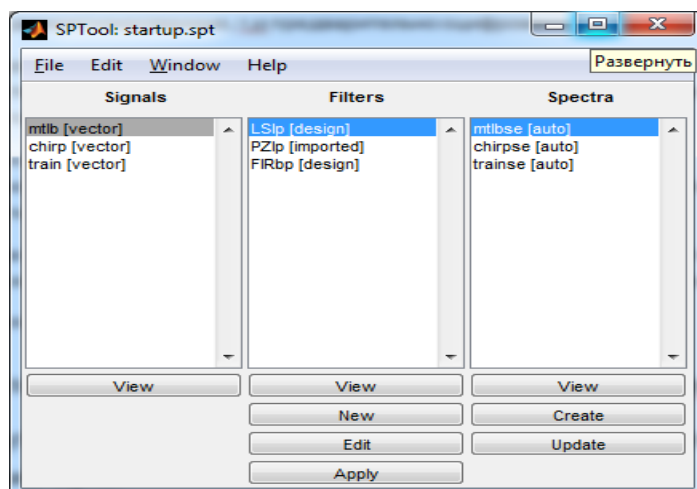 SPTool: startup.spt
File Edit Window Help
Развернуть
Signals Filters Spectra
mtlb [vector] LSlp [design] mtlbse [auto]
chirp [vector] PZlp [imported] chirpse [auto]
train [vector] FIRbp [design] trainse [auto]
View View View
New Create
Edit Update
Apply